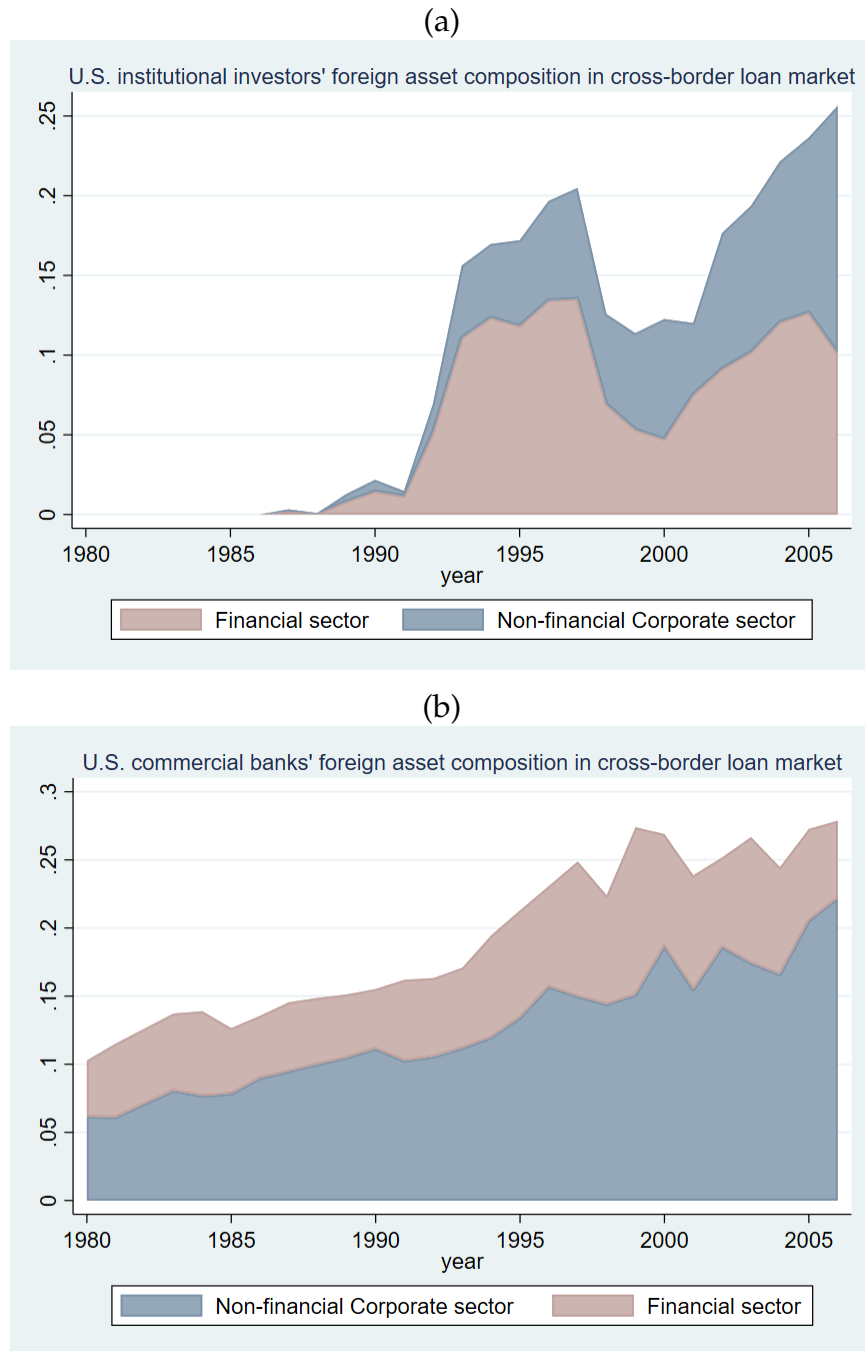 (a)
U.S. institutional investors' foreign asset composition in cross-border loan market
.25
.2
.15
.1
.05
0
1980 1985 1990 1995 2000 2005
year
Financial sector Non-financial Corporate sector
(b)
U.S. commercial banks' foreign asset composition in cross-border loan market
.3
.25
.2
.15
.1
.05
0
1980 1985 1990 1995 2000 2005
year
Non-financial Corporate sector Financial sector